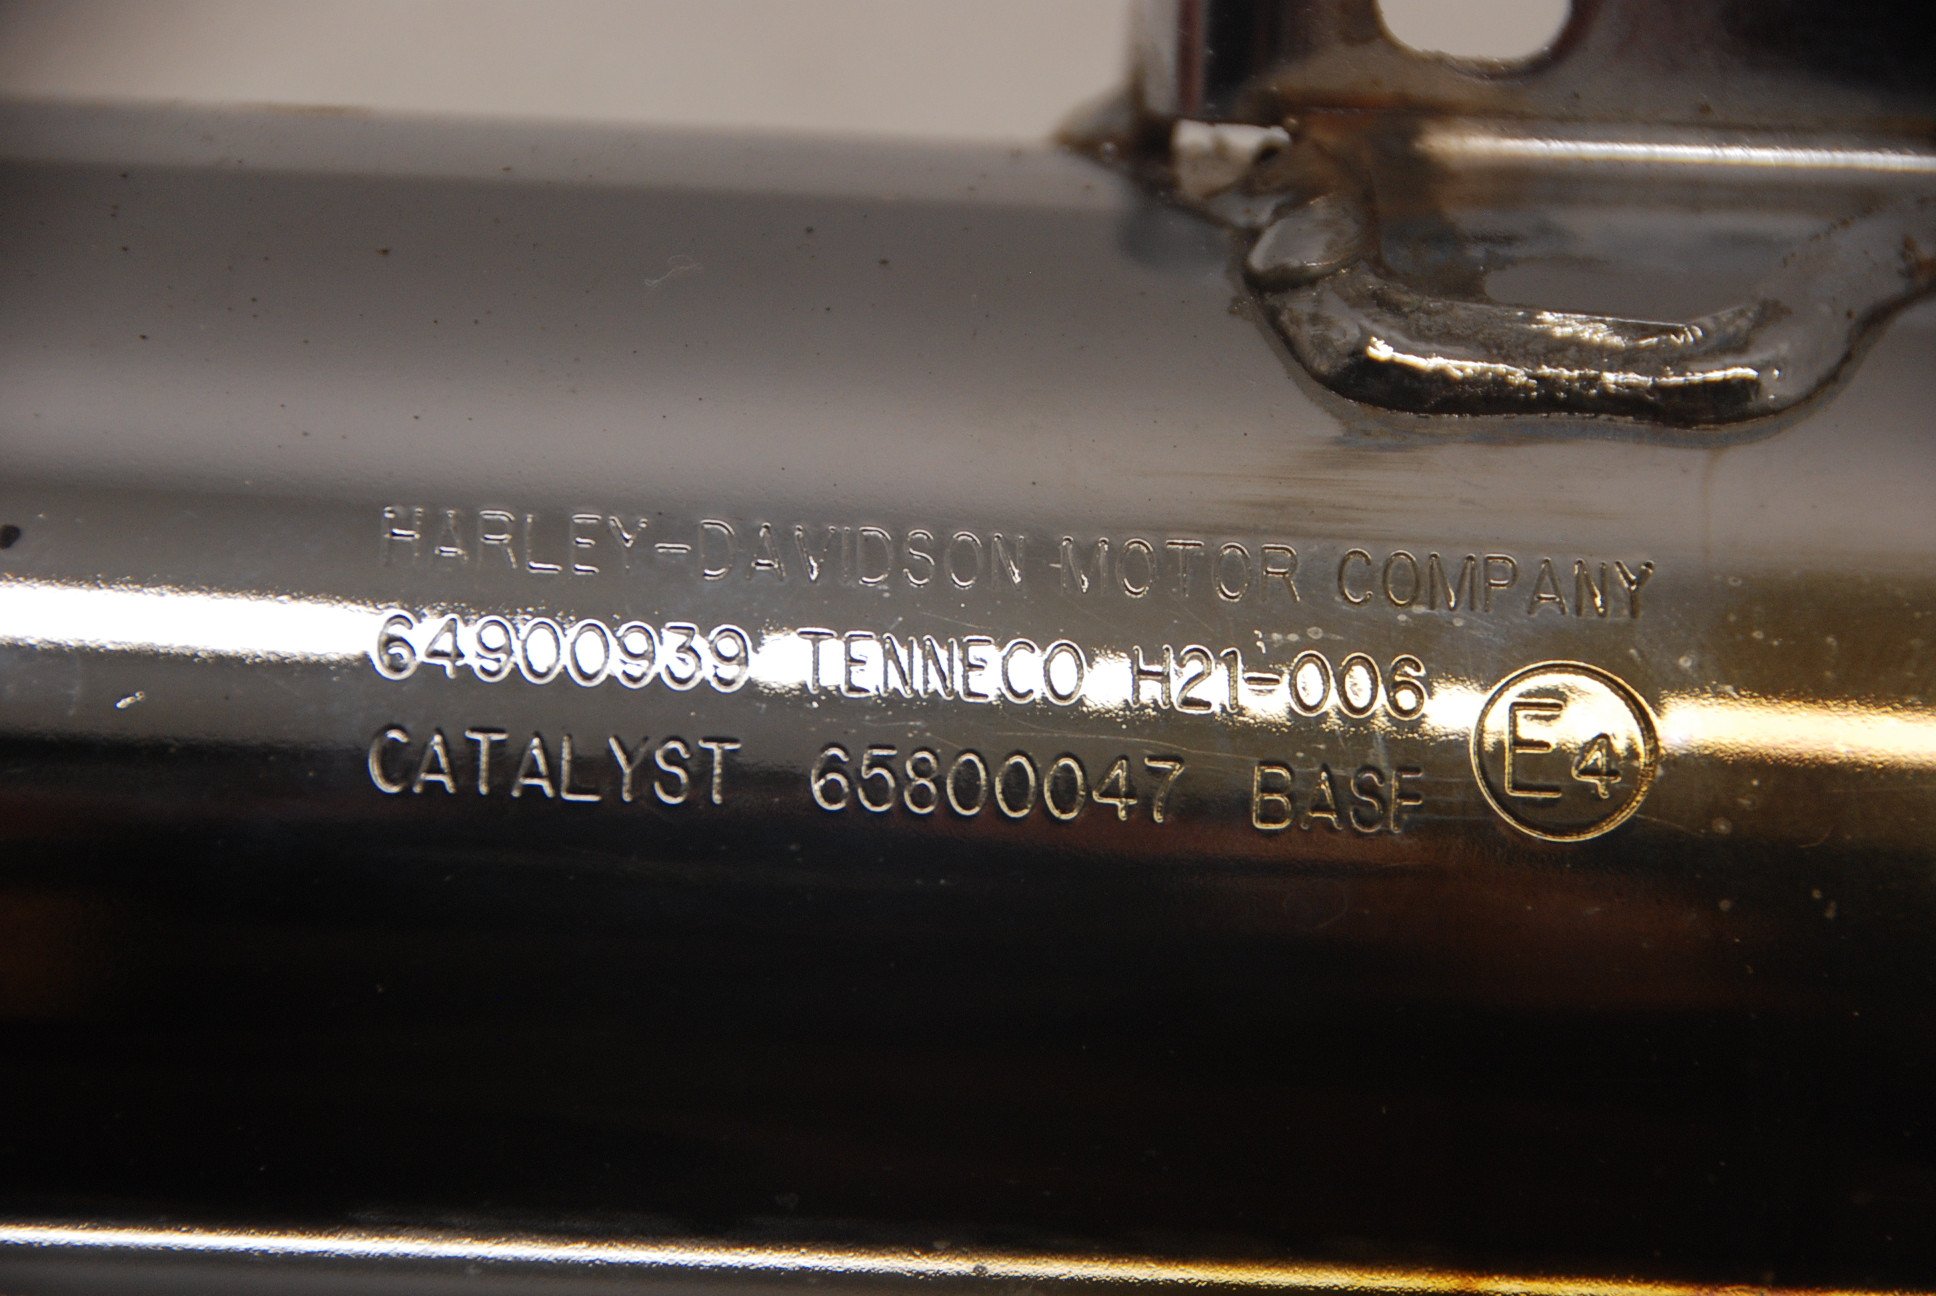 HARLEY-DAVIDSON MOTOR COMPANY
64900939 TENNECO H21-006
CATALYST 65800047 BASF
E4